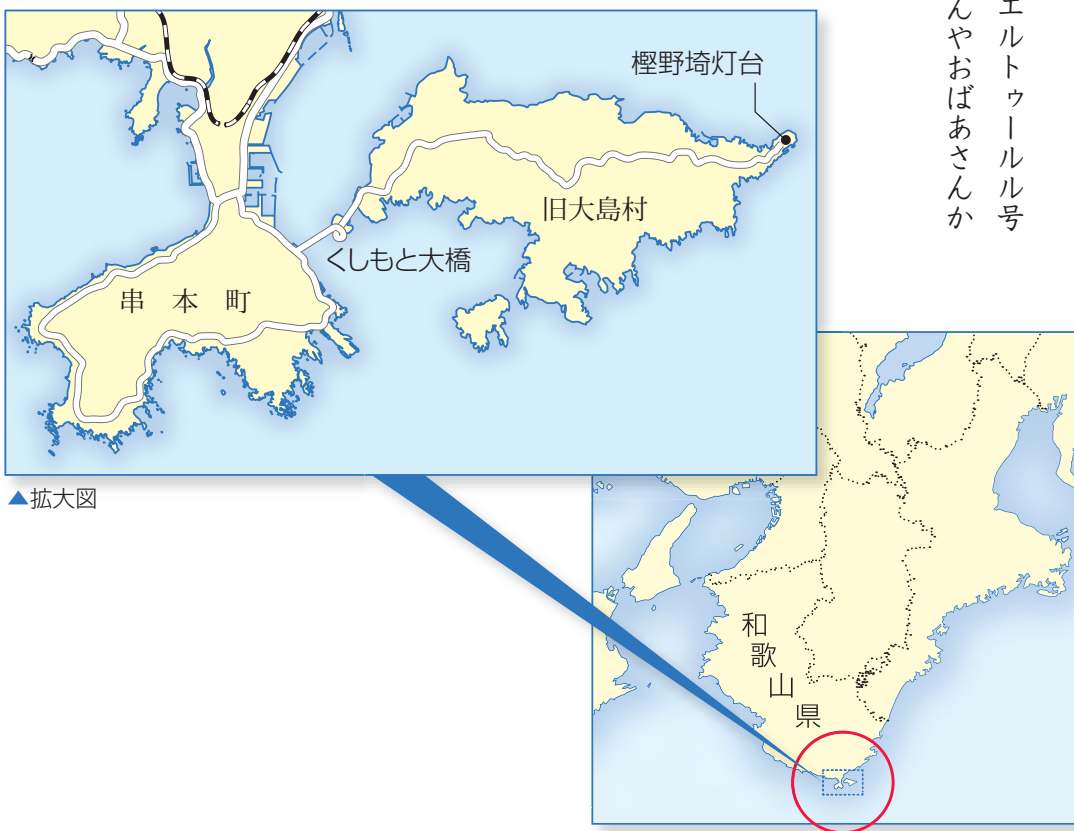 エルトゥールル号
んやおばあさんか
樫野埼灯台
旧大島村
くしもと大橋
串本町
▲拡大図
和歌山県